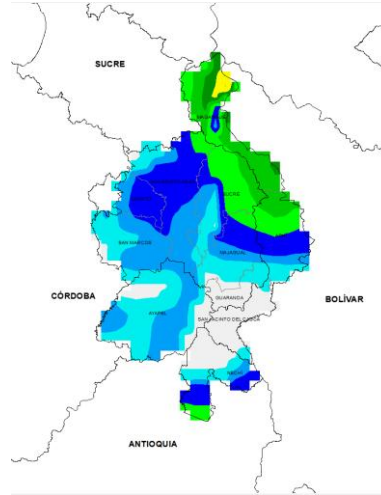 SUCRE
SUCRE
SAN MARCOS
MAJAGUAL
CÓRDOBA
GUARANDA
BOLÍVAR
AYAPEL
SAN JACINTO DEL CAUCA
NECHÍ
ANTIOQUIA